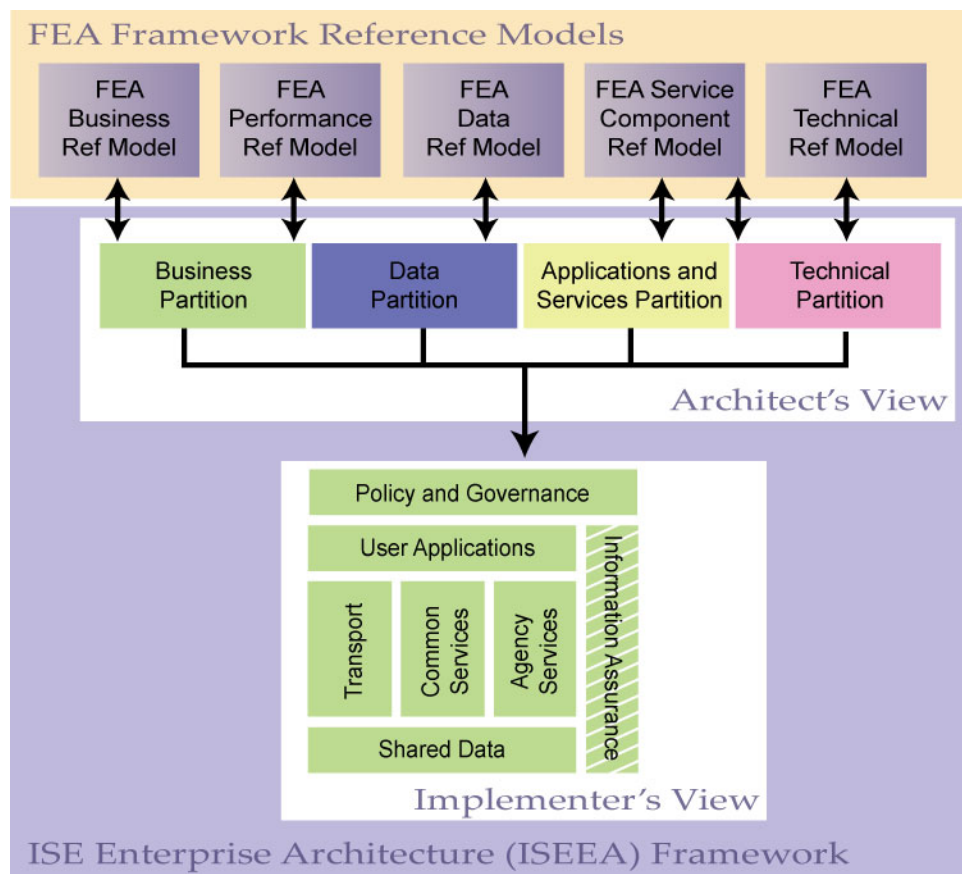 FEA Framework Reference Models
FEA
Business
Ref Model
FEA
Performance
Ref Model
FEA
Data
Ref Model
FEA Service
Component
Ref Model
FEA
Technical
Ref Model
Business
Partition
Data
Partition
Applications and
Services Partition
Technical
Partition
Architect's View
Policy and Governance
User Applications
Transport
Common
Services
Agency
Services
Information Assurance
Shared Data
Implementer's View
ISE Enterprise Architecture (ISEEA) Framework